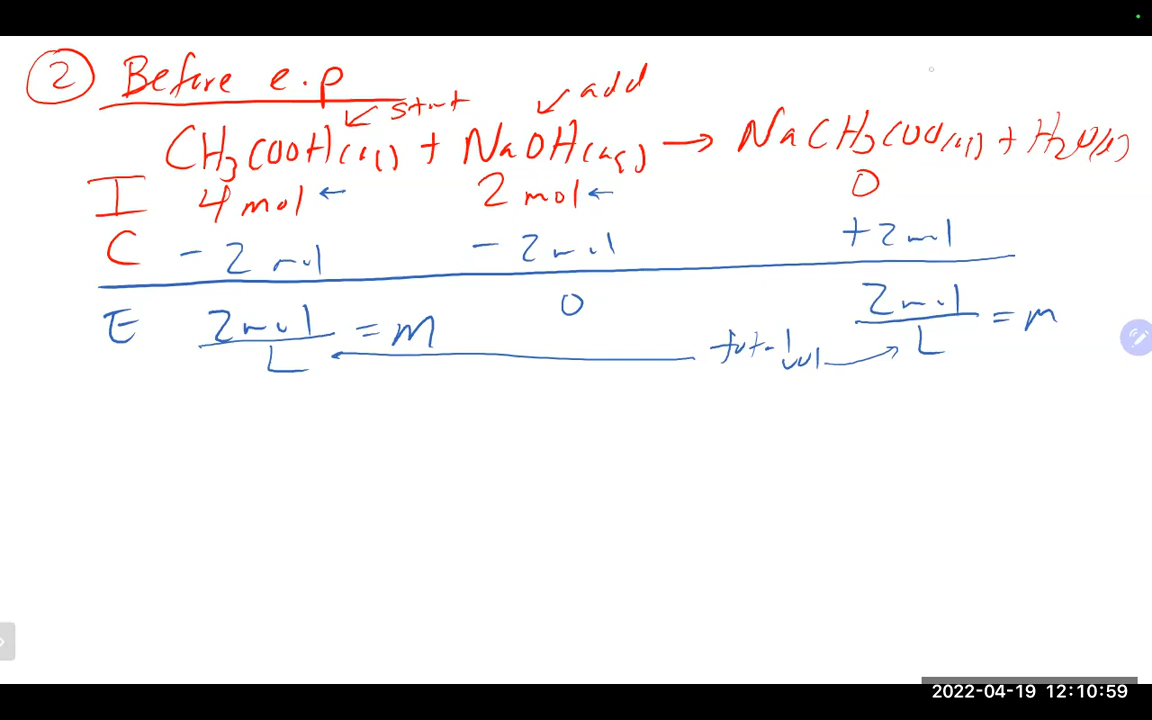 ② Before e.p
start add
CH₃COOH(aq) + NaOH(aq) → NaCH₃COO(aq) + H₂O(l)
I 4 mol ← 2 mol ← 0
C - 2 mol - 2 mol + 2 mol
E 2 mol / L = M 0 2 mol / L = M
total vol
2022-04-19 12:10:59